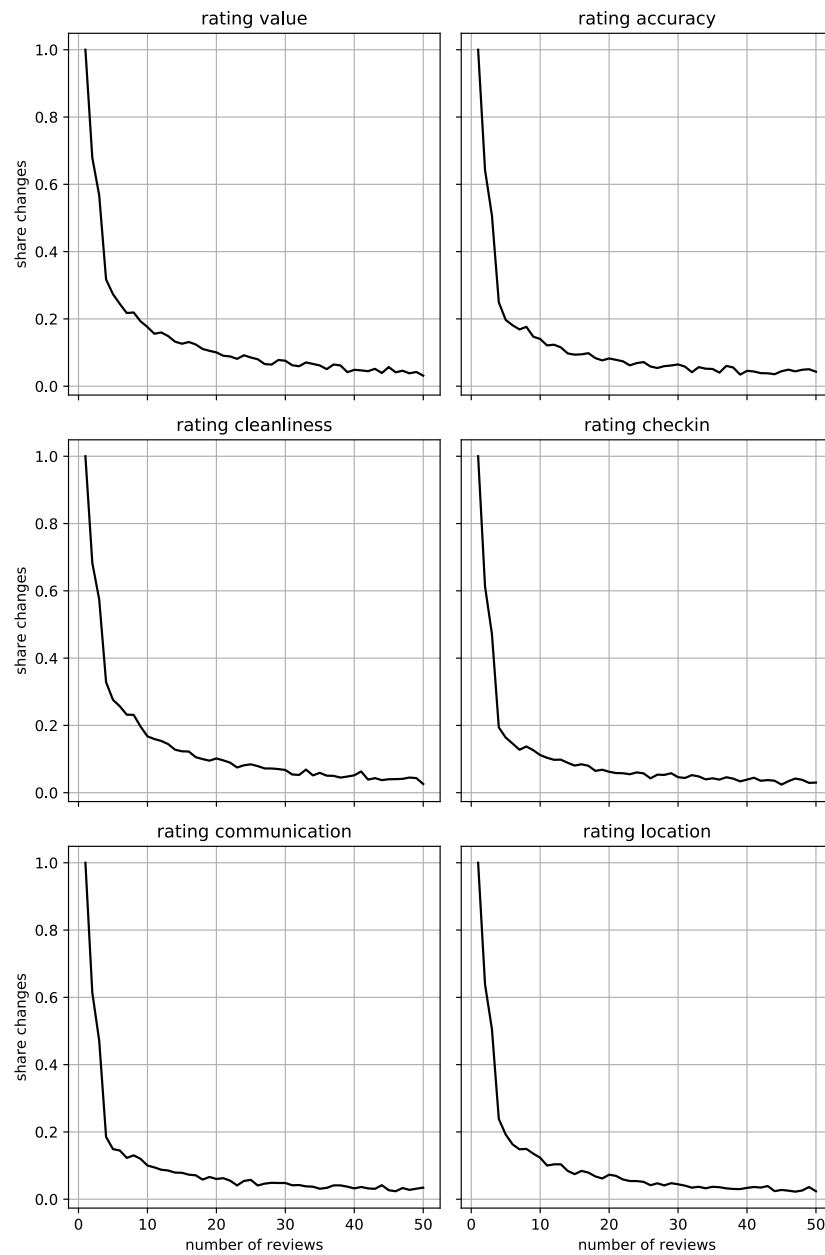 rating value
rating accuracy
1.0
0.8
0.6
0.4
0.2
0.0
share changes
rating cleanliness
rating checkin
1.0
0.8
0.6
0.4
0.2
0.0
share changes
rating communication
rating location
1.0
0.8
0.6
0.4
0.2
0.0
share changes
0 10 20 30 40 50
number of reviews
0 10 20 30 40 50
number of reviews